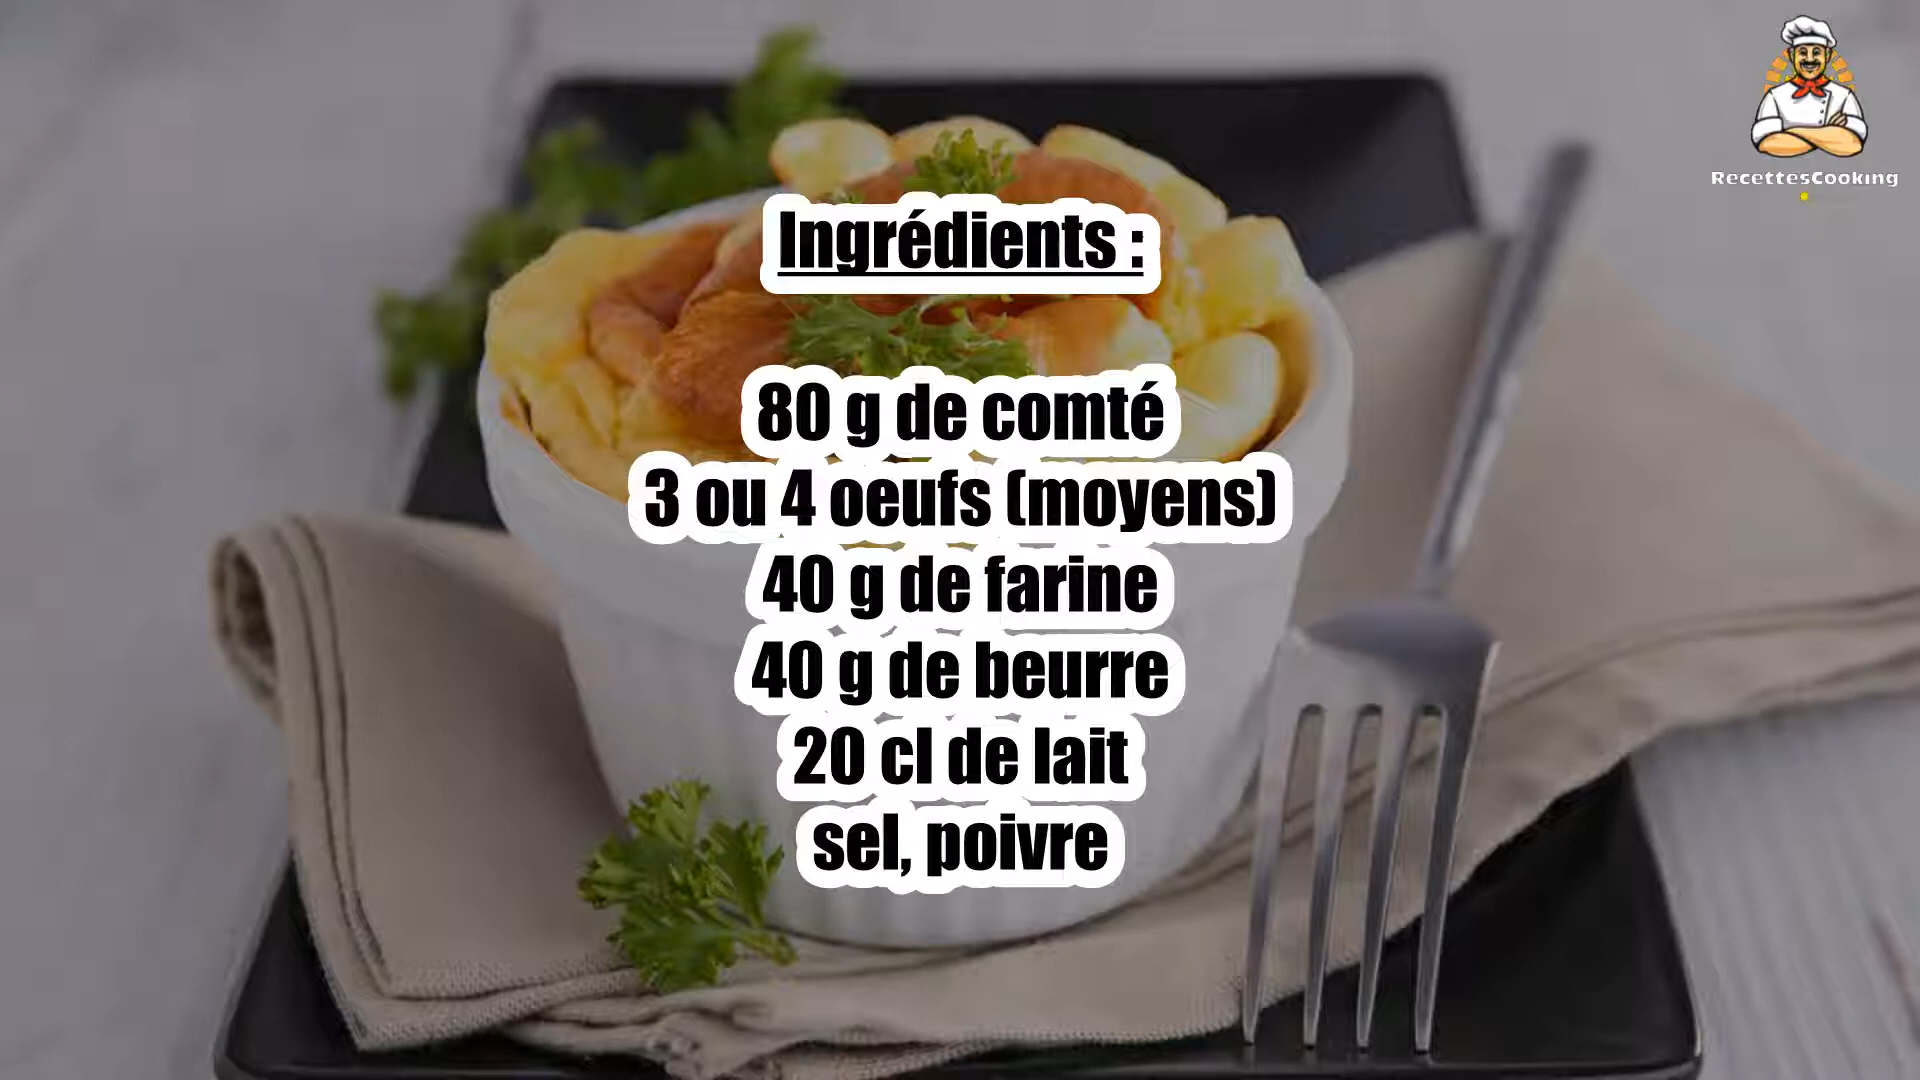 RecettesCooking
Ingrédients :
80 g de comté
3 ou 4 oeufs (moyens)
40 g de farine
40 g de beurre
20 cl de lait
sel, poivre